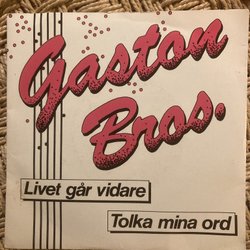 Gaston
Bros.
Livet går vidare
Tolka mina ord